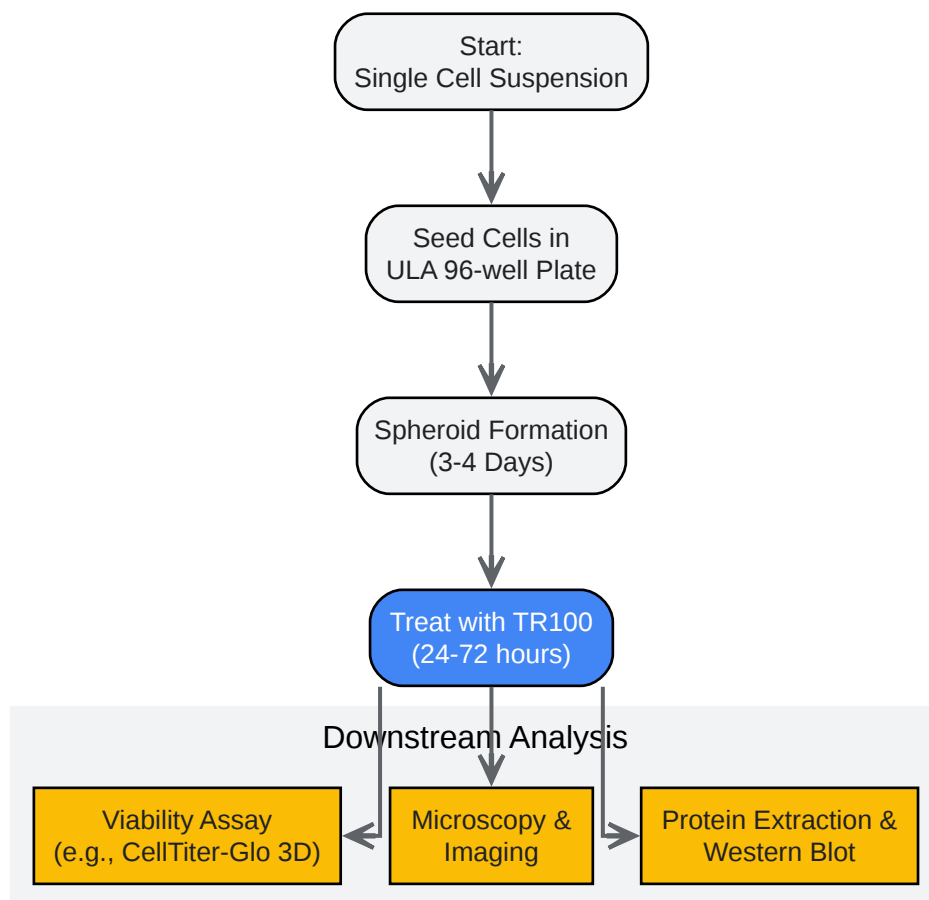 Start:
Single Cell Suspension
Seed Cells in
ULA 96-well Plate
Spheroid Formation
(3-4 Days)
Treat with TR100
(24-72 hours)
Downstream Analysis
Viability Assay
(e.g., CellTiter-Glo 3D)
Microscopy &
Imaging
Protein Extraction &
Western Blot